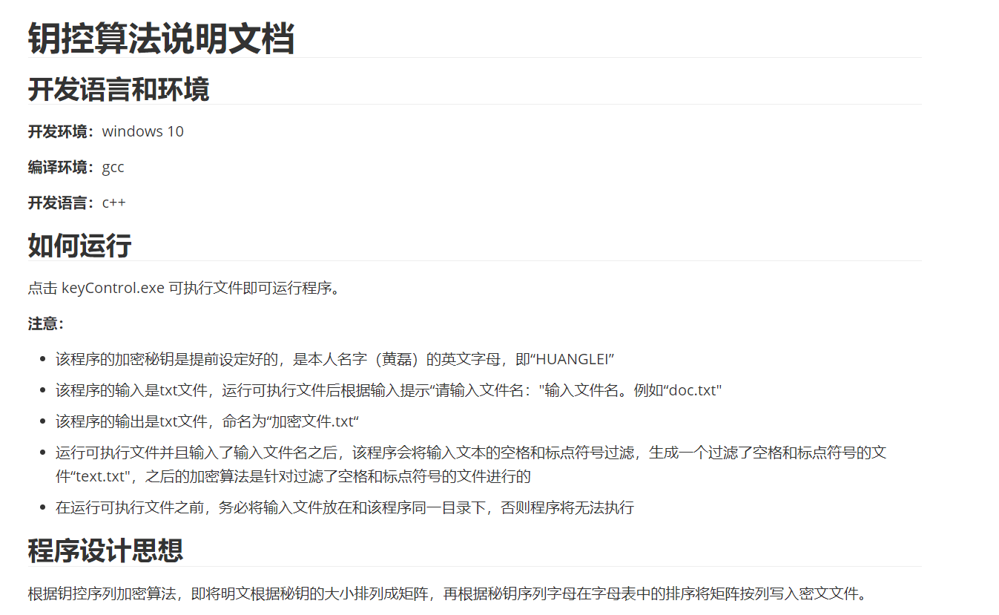 钥控算法说明文档
开发语言和环境
开发环境：windows 10
编译环境：gcc
开发语言：c++
如何运行
点击 keyControl.exe 可执行文件即可运行程序。
注意：
该程序的加密秘钥是提前设定好的，是本人名字（黄磊）的英文字母，即“HUANGLEI”
该程序的输入是txt文件，运行可执行文件后根据输入提示“请输入文件名："输入文件名。例如“doc.txt"
该程序的输出是txt文件，命名为“加密文件.txt“
运行可执行文件并且输入了输入文件名之后，该程序会将输入文本的空格和标点符号过滤，生成一个过滤了空格和标点符号的文
件“text.txt"，之后的加密算法是针对过滤了空格和标点符号的文件进行的
在运行可执行文件之前，务必将输入文件放在和该程序同一目录下，否则程序将无法执行
程序设计思想
根据钥控序列加密算法，即将明文根据秘钥的大小排列成矩阵，再根据秘钥序列字母在字母表中的排序将矩阵按列写入密文文件。